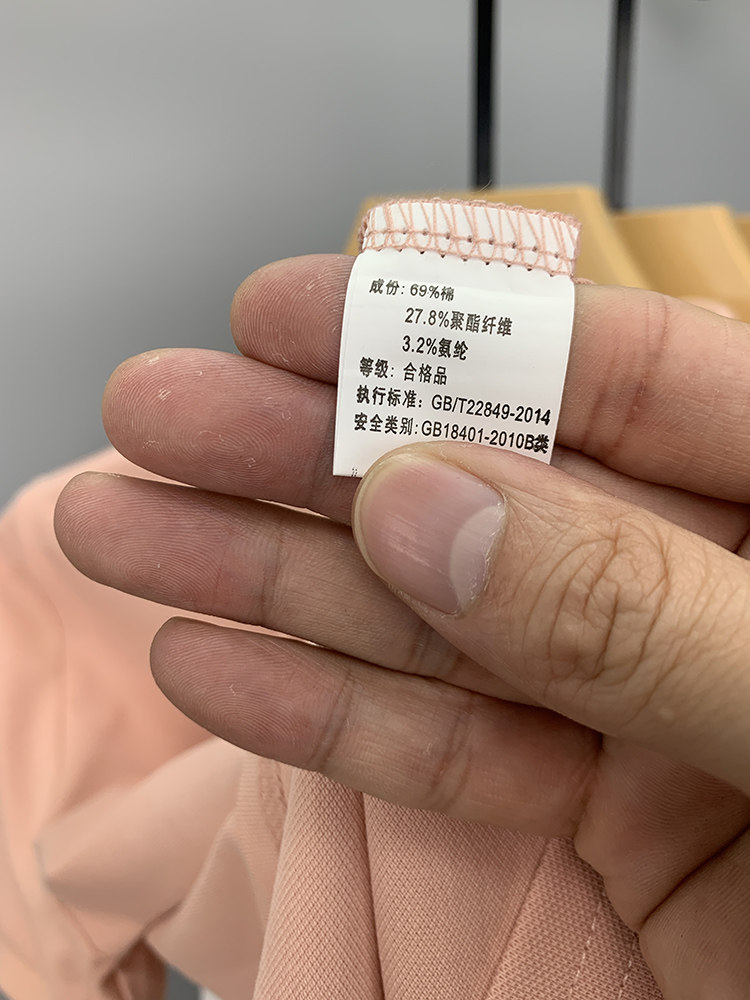 成份: 69%棉
27.8%聚酯纤维
3.2%氨纶
等级: 合格品
执行标准: GB/T22849-2014
安全类别:GB18401-2010B类